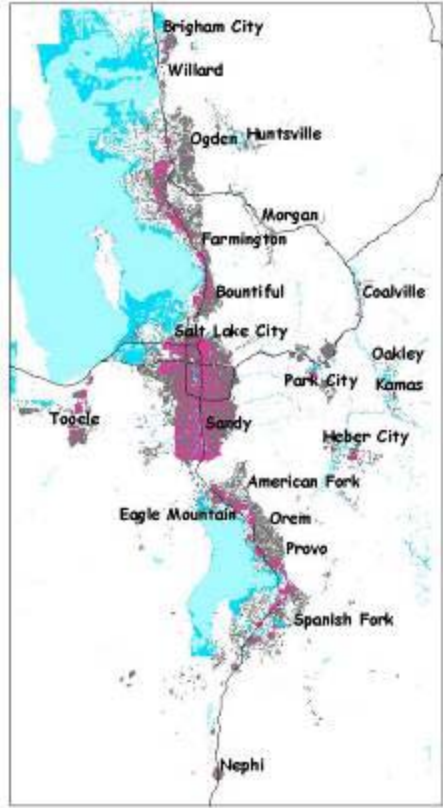 Brigham City
Willard
Ogden
Huntsville
Morgan
Farmington
Bountiful
Coalville
Salt Lake City
Oakley
Park City
Kamas
Tooele
Sandy
Heber City
American Fork
Eagle Mountain
Orem
Provo
Spanish Fork
Nephi